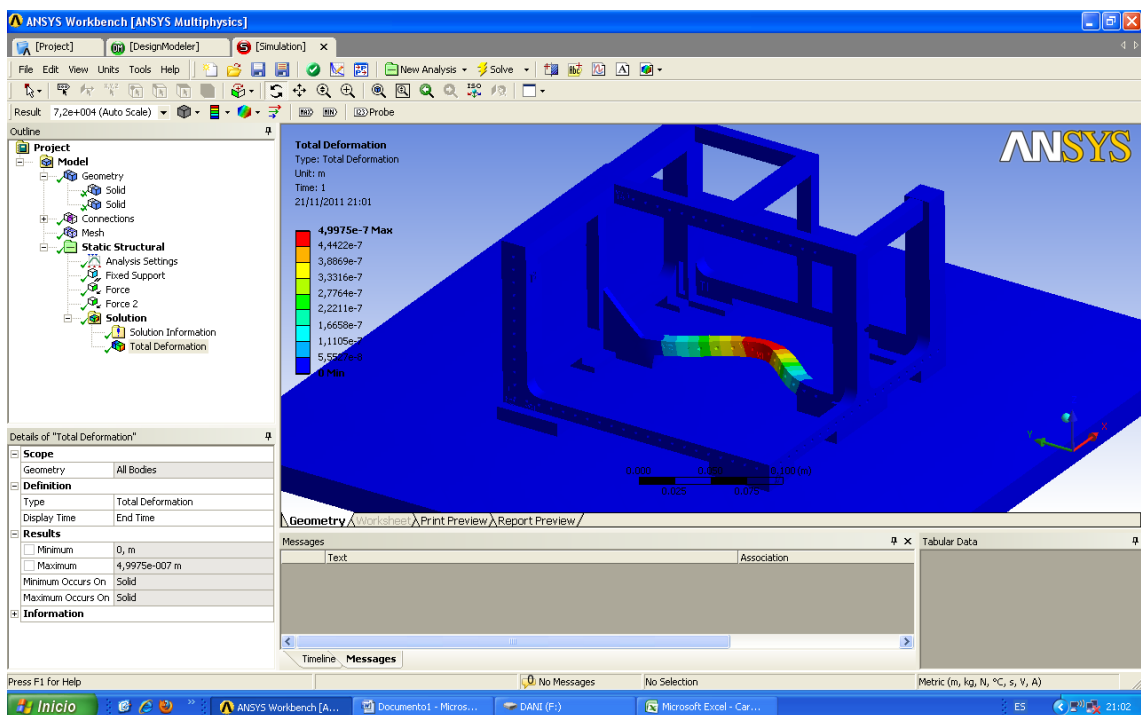 ANSYS Workbench [ANSYS Multiphysics]
[Project] [DesignModeler] [Simulation]
File Edit View Units Tools Help New Analysis Solve
Result 7,2e+004 (Auto Scale) MAX MIN Probe
Outline
Project
Model
Geometry
Solid
Solid
Connections
Mesh
Static Structural
Analysis Settings
Fixed Support
Force
Force 2
Solution
Solution Information
Total Deformation
Total Deformation
Type: Total Deformation
Unit: m
Time: 1
21/11/2011 21:01
4,9975e-7 Max
4,4422e-7
3,8869e-7
3,3316e-7
2,7764e-7
2,2211e-7
1,6658e-7
1,1105e-7
0 Min
ANSYS
X
Y
0.000 0.100 (m)
0.025 0.075
Details of "Total Deformation"
Scope
Geometry All Bodies
Definition
Type Total Deformation
Display Time End Time
Results
Minimum 0, m
Maximum 4,9975e-007 m
Minimum Occurs On Solid
Maximum Occurs On Solid
Information
Geometry Worksheet Print Preview Report Preview
Messages
Text Association
Timeline Messages
Tabular Data
Press F1 for Help No Messages No Selection Metric (m, kg, N, °C, s, V, A)
Inicio ANSYS Workbench [A... Documento1 - Micros... DANI (F:) Microsoft Excel - Car... ES 21:02